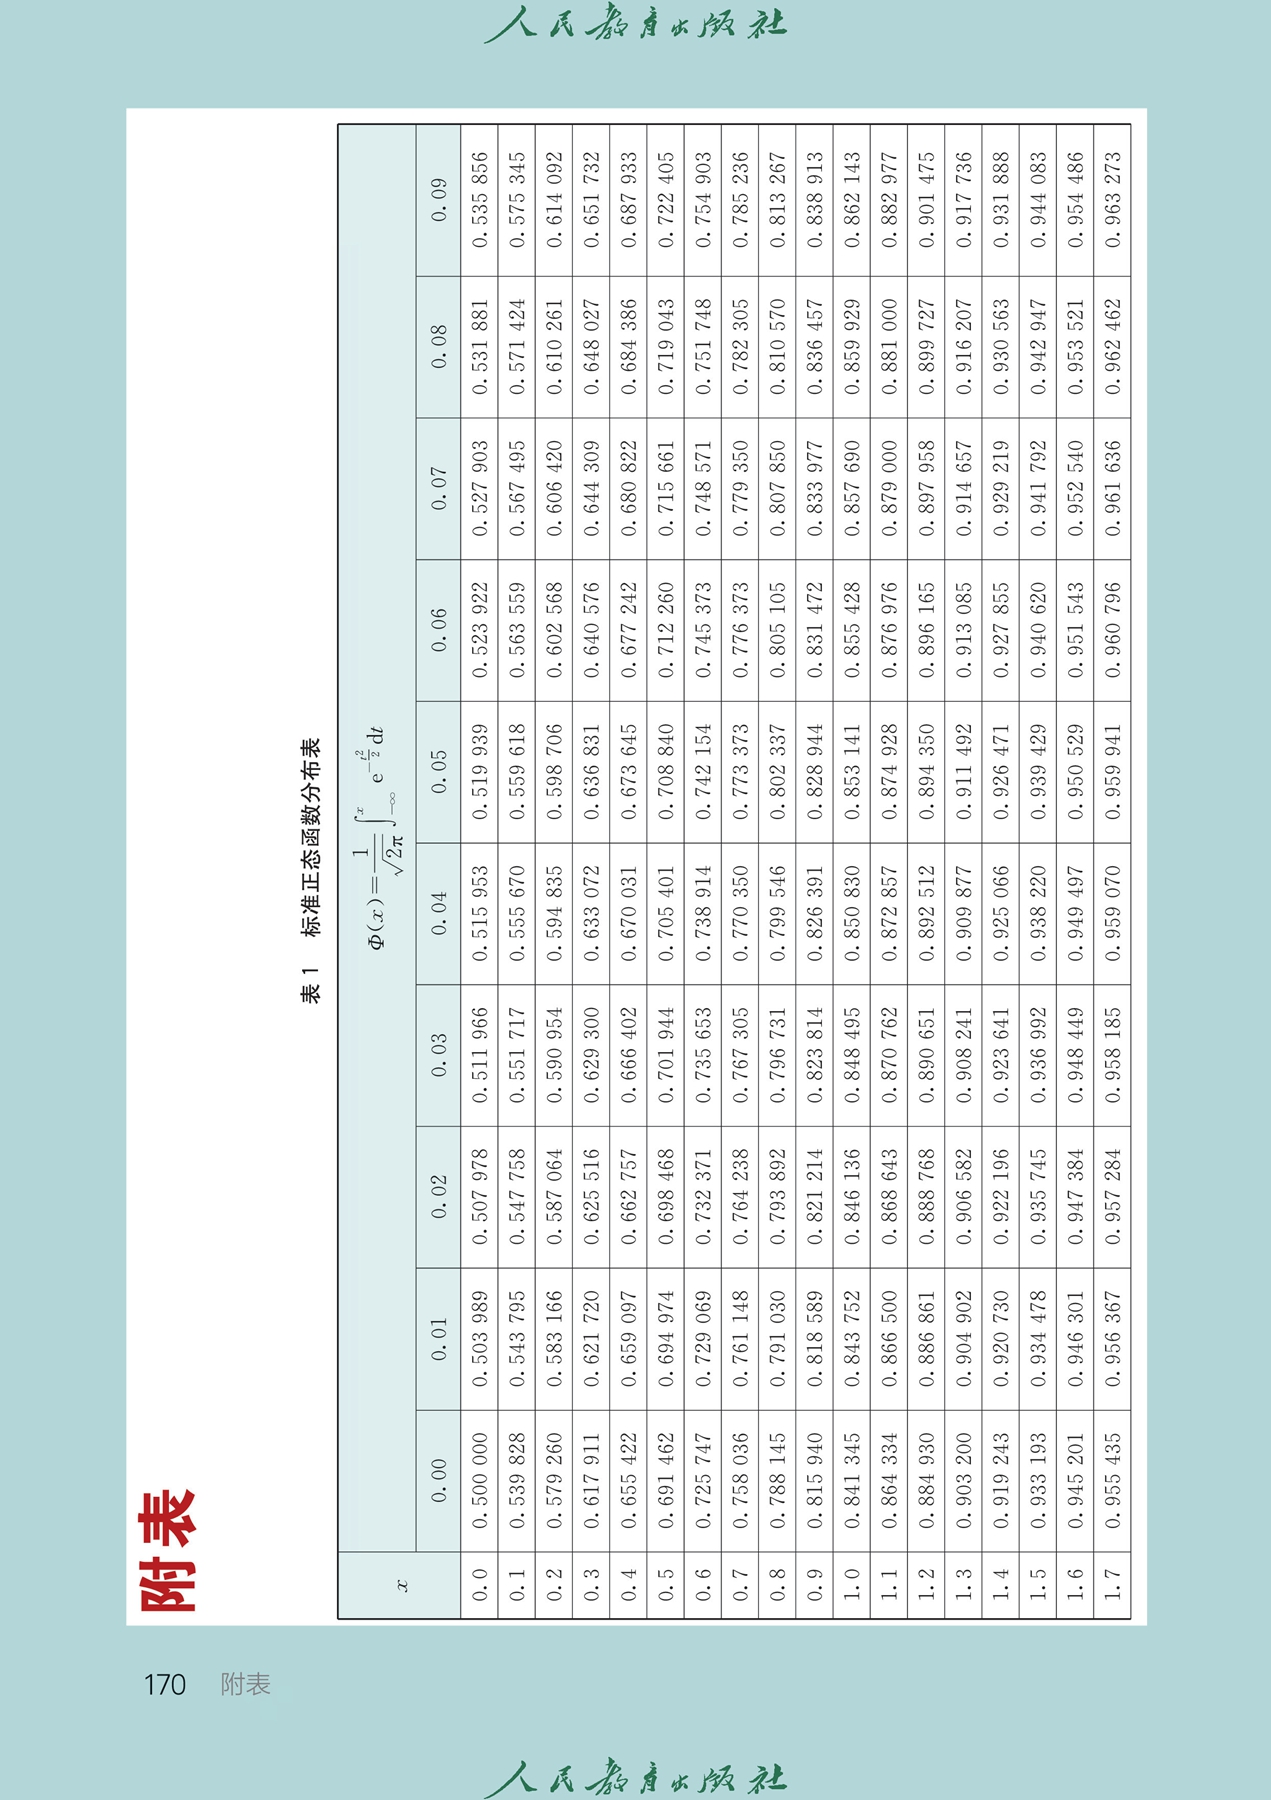 人民教育出版社
附表
表 1 标准正态函数分布表
x Φ(x)=\frac{1}{\sqrt{2π}}∫_{-∞}^{x} e^{-\frac{t^2}{2}} dt
0.00 0.01 0.02 0.03 0.04 0.05 0.06 0.07 0.08 0.09
0.0 0.500 000 0.503 989 0.507 978 0.511 966 0.515 953 0.519 939 0.523 922 0.527 903 0.531 881 0.535 856
0.1 0.539 828 0.543 795 0.547 758 0.551 717 0.555 670 0.559 618 0.563 559 0.567 495 0.571 424 0.575 345
0.2 0.579 260 0.583 166 0.587 064 0.590 954 0.594 835 0.598 706 0.602 568 0.606 420 0.610 261 0.614 092
0.3 0.617 911 0.621 720 0.625 516 0.629 300 0.633 072 0.636 831 0.640 576 0.644 309 0.648 027 0.651 732
0.4 0.655 422 0.659 097 0.662 757 0.666 402 0.670 031 0.673 645 0.677 242 0.680 822 0.684 386 0.687 933
0.5 0.691 462 0.694 974 0.698 468 0.701 944 0.705 401 0.708 840 0.712 260 0.715 661 0.719 043 0.722 405
0.6 0.725 747 0.729 069 0.732 371 0.735 653 0.738 914 0.742 154 0.745 373 0.748 571 0.751 748 0.754 903
0.7 0.758 036 0.761 148 0.764 238 0.767 305 0.770 350 0.773 373 0.776 373 0.779 350 0.782 305 0.785 236
0.8 0.788 145 0.791 030 0.793 892 0.796 731 0.799 546 0.802 337 0.805 105 0.807 850 0.810 570 0.813 267
0.9 0.815 940 0.818 589 0.821 214 0.823 814 0.826 391 0.828 944 0.831 472 0.833 977 0.836 457 0.838 913
1.0 0.841 345 0.843 752 0.846 136 0.848 495 0.850 830 0.853 141 0.855 428 0.857 690 0.859 929 0.862 143
1.1 0.864 334 0.866 500 0.868 643 0.870 762 0.872 857 0.874 928 0.876 976 0.879 000 0.881 000 0.882 977
1.2 0.884 930 0.886 861 0.888 768 0.890 651 0.892 512 0.894 350 0.896 165 0.897 958 0.899 727 0.901 475
1.3 0.903 200 0.904 902 0.906 582 0.908 241 0.909 877 0.911 492 0.913 085 0.914 657 0.916 207 0.917 736
1.4 0.919 243 0.920 730 0.922 196 0.923 641 0.925 066 0.926 471 0.927 855 0.929 219 0.930 563 0.931 888
1.5 0.933 193 0.934 478 0.935 745 0.936 992 0.938 220 0.939 429 0.940 620 0.941 792 0.942 947 0.944 083
1.6 0.945 201 0.946 301 0.947 384 0.948 449 0.949 497 0.950 529 0.951 543 0.952 540 0.953 521 0.954 486
1.7 0.955 435 0.956 367 0.957 284 0.958 185 0.959 070 0.959 941 0.960 796 0.961 636 0.962 462 0.963 273
170 附表
人民教育出版社